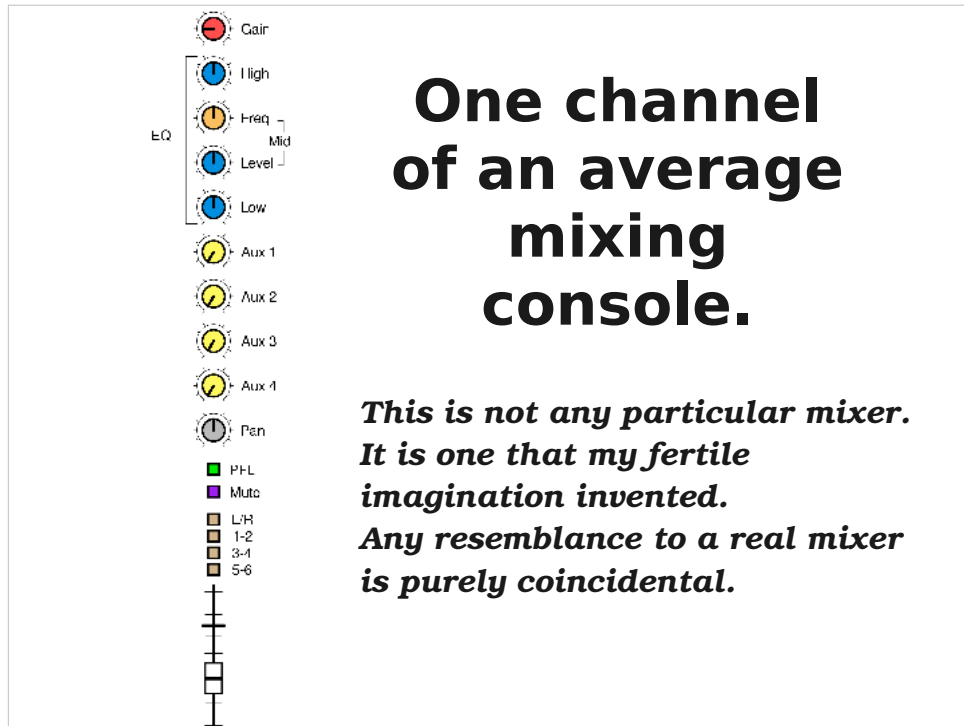 Gain
High
Freq
EQ
Mid
Level
Low
Aux 1
Aux 2
Aux 3
Aux 4
Pan
PFL
Mute
L/R
1-2
3-4
5-6
One channel
of an average
mixing
console.
This is not any particular mixer.
It is one that my fertile
imagination invented.
Any resemblance to a real mixer
is purely coincidental.